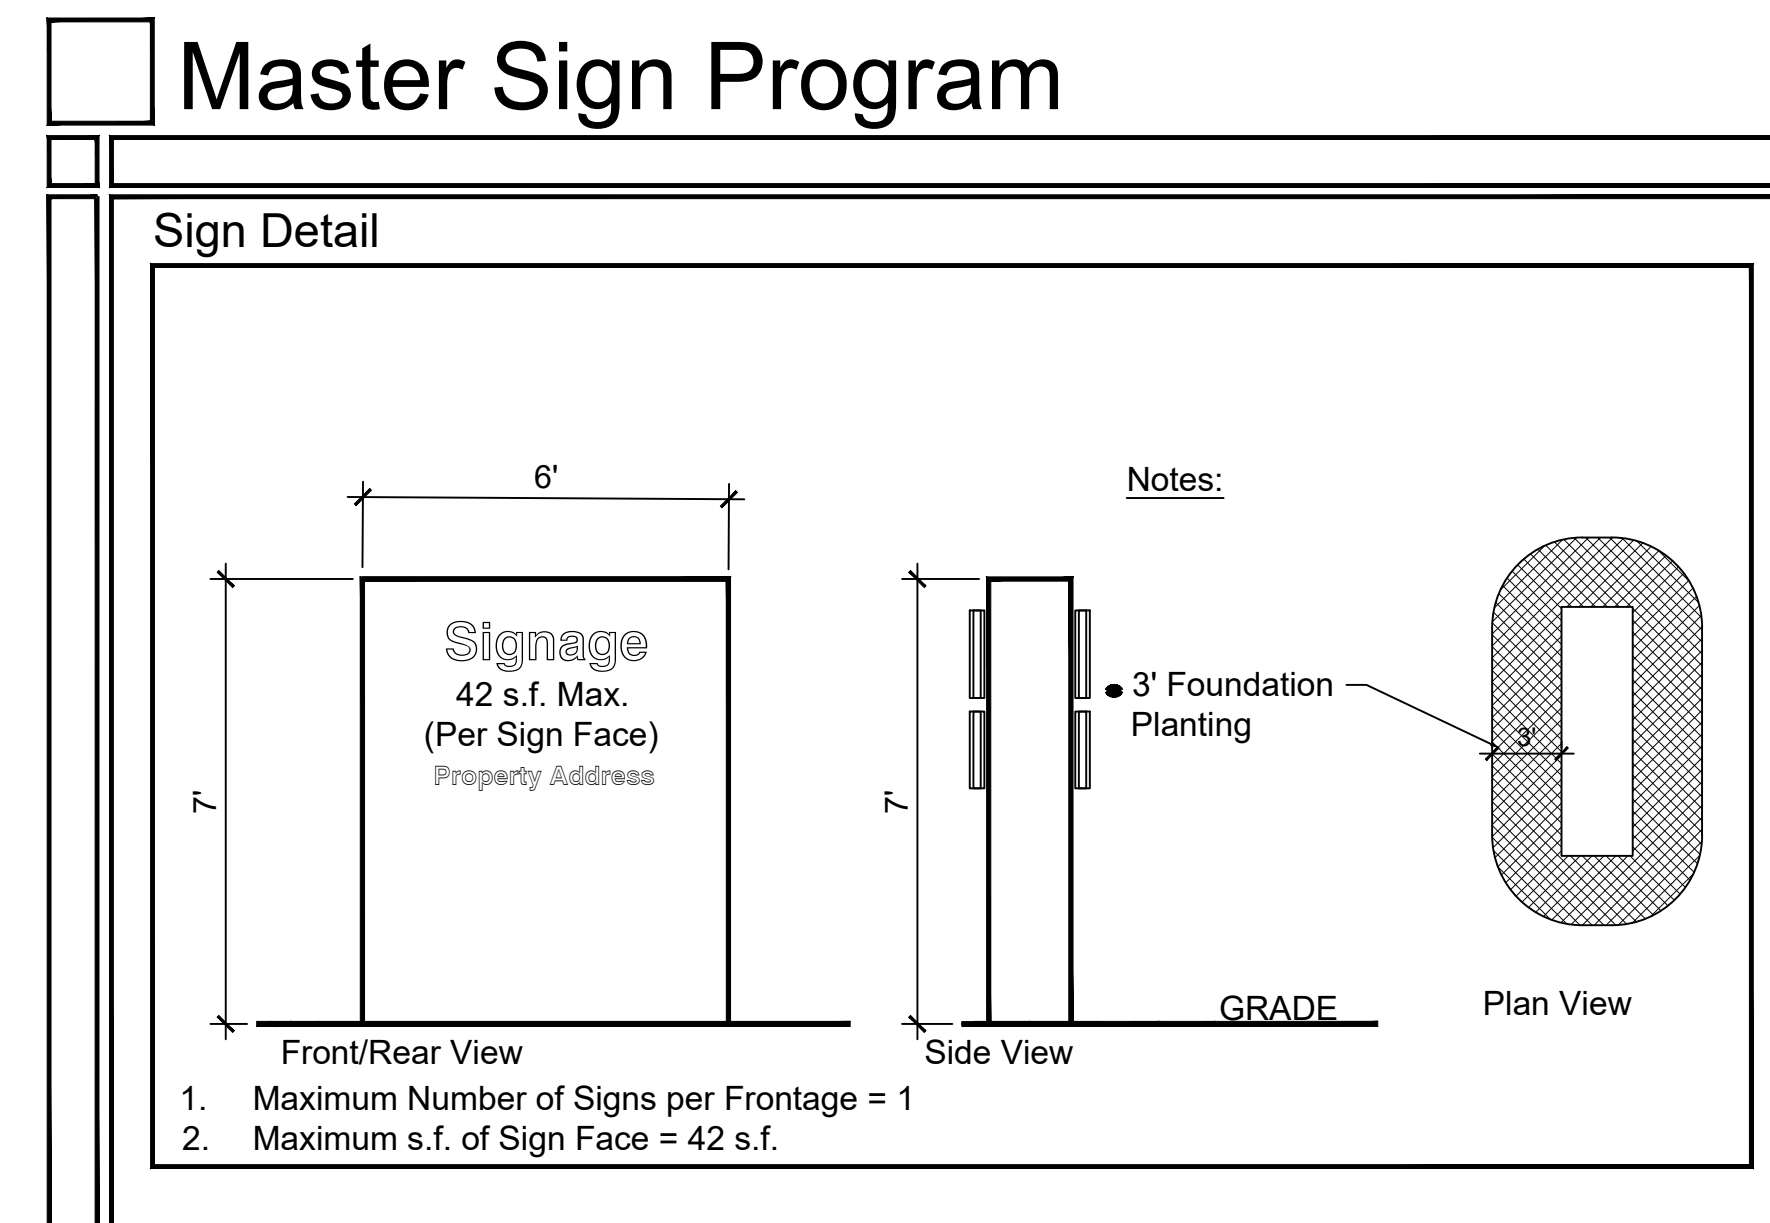 Master Sign Program
Sign Detail
6'
Notes:
Signage
42 s.f. Max.
(Per Sign Face)
Property Address
7'
7'
3' Foundation
Planting
3'
GRADE
Plan View
Front/Rear View
Side View
1. Maximum Number of Signs per Frontage = 1
2. Maximum s.f. of Sign Face = 42 s.f.